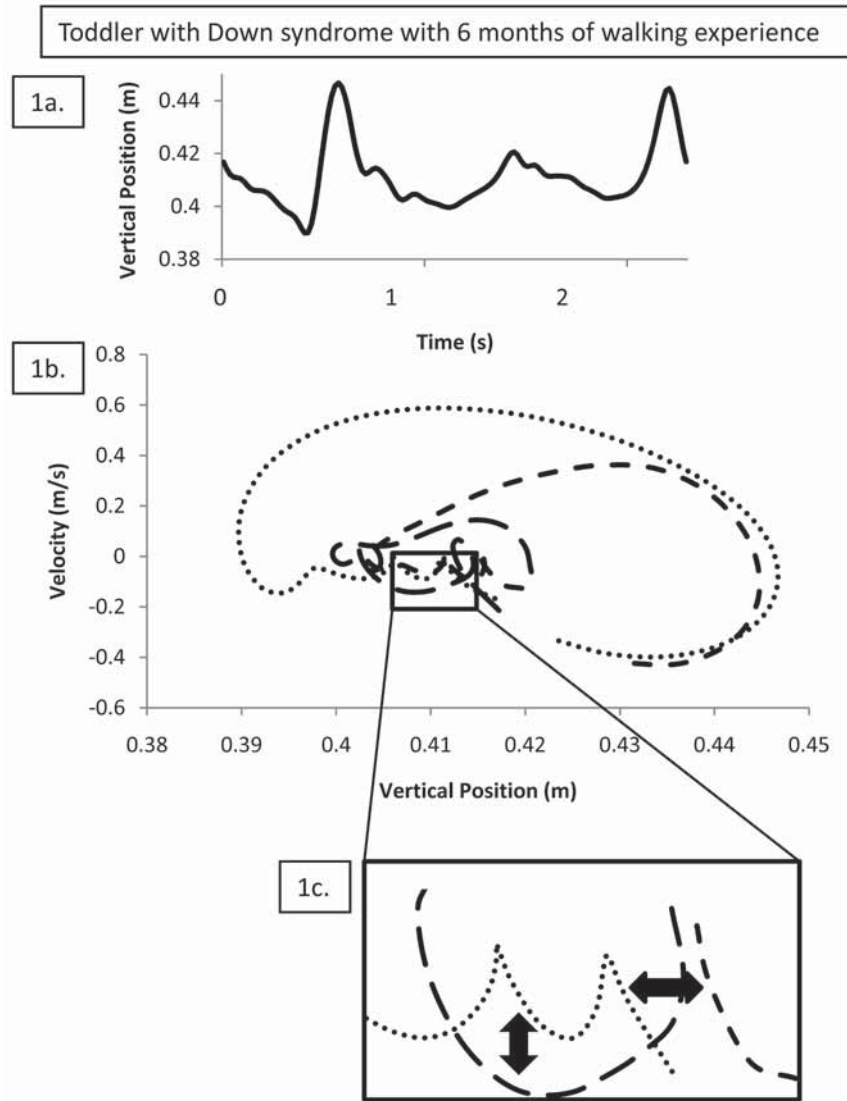 Toddler with Down syndrome with 6 months of walking experience
1a.
Vertical Position (m)
0.44
0.42
0.4
0.38
0
1
2
Time (s)
1b.
Velocity (m/s)
0.8
0.6
0.4
0.2
0
-0.2
-0.4
-0.6
0.38 0.39 0.4 0.41 0.42 0.43 0.44 0.45
Vertical Position (m)
1c.